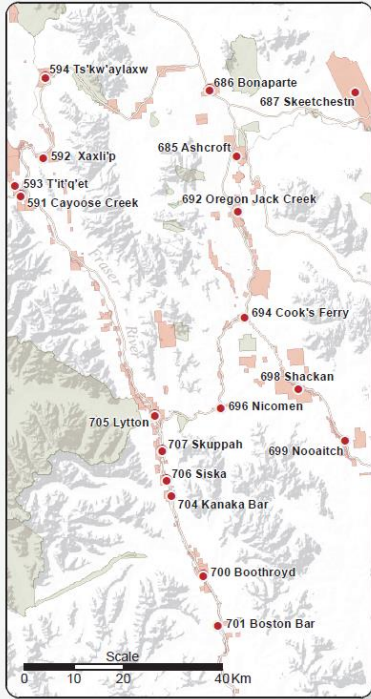 594 Ts'kw'aylaxw
686 Bonaparte
687 Skeetchestn
685 Ashcroft
592 Xaxli'p
593 T'it'q'et
591 Cayoose Creek
692 Oregon Jack Creek
Fraser
River
694 Cook's Ferry
698 Shackan
696 Nicomen
705 Lytton
699 Nooaitch
707 Skuppah
706 Siska
704 Kanaka Bar
700 Boothroyd
701 Boston Bar
Scale
0 10 20 40 Km